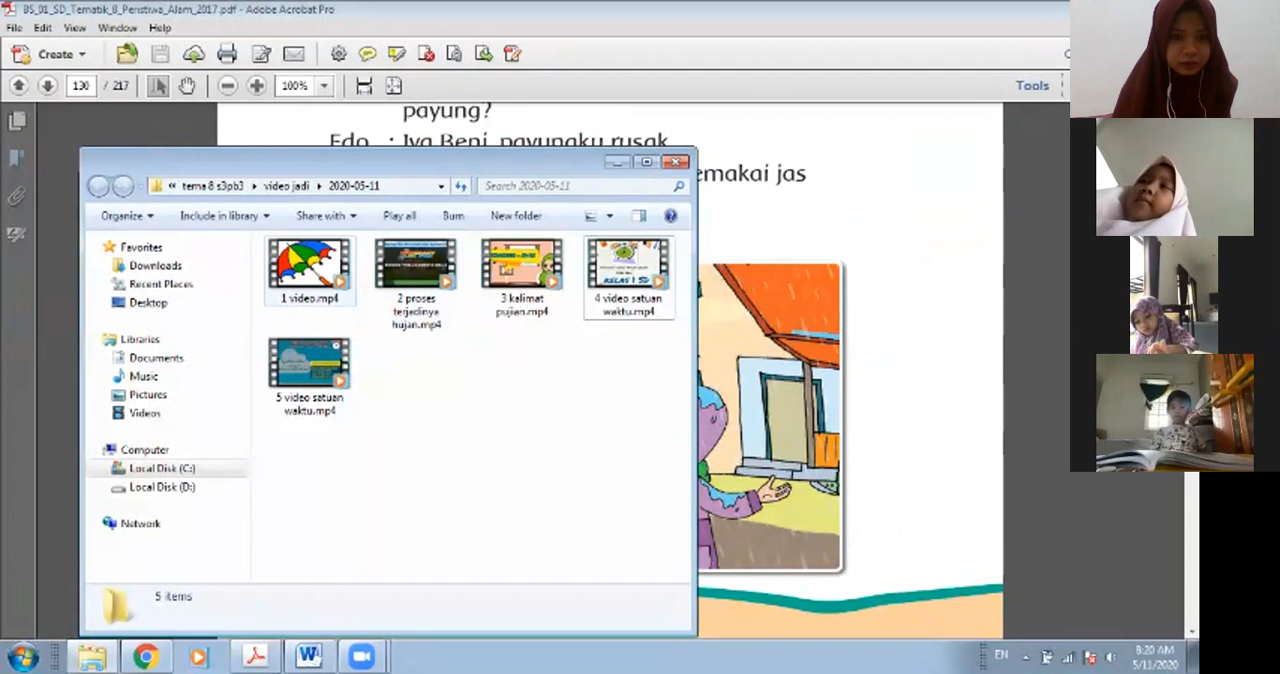 BS_01_SD_Tematik_8_Peristiwa_Alam_2017.pdf - Adobe Acrobat Pro
File Edit View Window Help
Create
130 / 217
100%
Tools
payung?
Edo : Iya Beni, payungku rusak
emakai jas
« tema 8 s3pb3 video jadi 2020-05-11
Search 2020-05-11
Organize Include in library Share with Play all Burn New folder
Favorites
Downloads
Recent Places
Desktop
Libraries
Documents
Music
Pictures
Videos
Computer
Local Disk (C:)
Local Disk (D:)
Network
1 video.mp4
2 proses
terjadinya
hujan.mp4
3 kalimat
pujian.mp4
KELAS 1 SD
4 video satuan
waktu.mp4
5 video satuan
waktu.mp4
5 items
EN
8:20 AM
5/11/2020